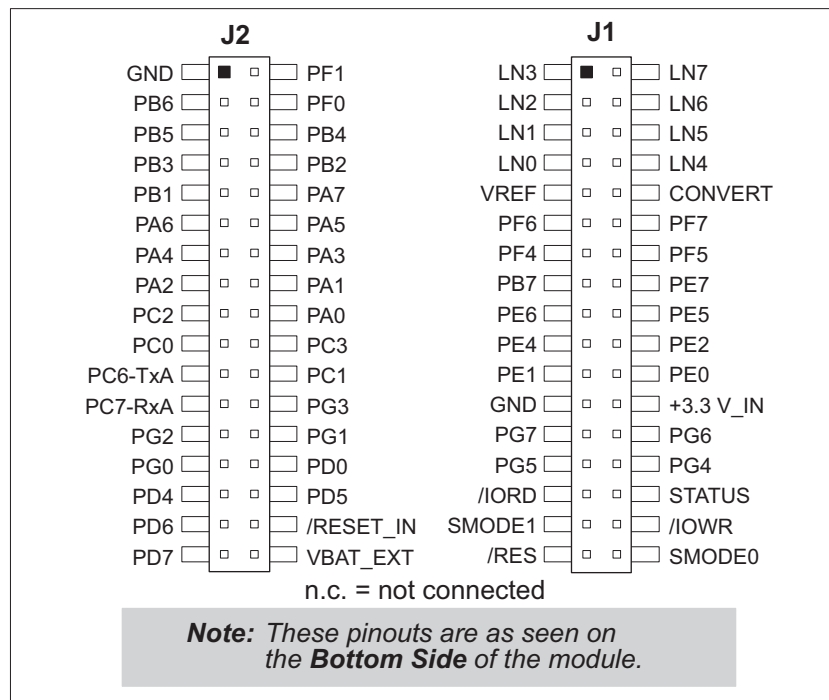 J2 J1
GND PF1 LN3 LN7
PB6 PF0 LN2 LN6
PB5 PB4 LN1 LN5
PB3 PB2 LN0 LN4
PB1 PA7 VREF CONVERT
PA6 PA5 PF6 PF7
PA4 PA3 PF4 PF5
PA2 PA1 PB7 PE7
PC2 PA0 PE6 PE5
PC0 PC3 PE4 PE2
PC6-TxA PC1 PE1 PE0
PC7-RxA PG3 GND +3.3 V_IN
PG2 PG1 PG7 PG6
PG0 PD0 PG5 PG4
PD4 PD5 /IORD STATUS
PD6 /RESET_IN SMODE1 /IOWR
PD7 VBAT_EXT /RES SMODE0
n.c. = not connected
Note: These pinouts are as seen on
the Bottom Side of the module.